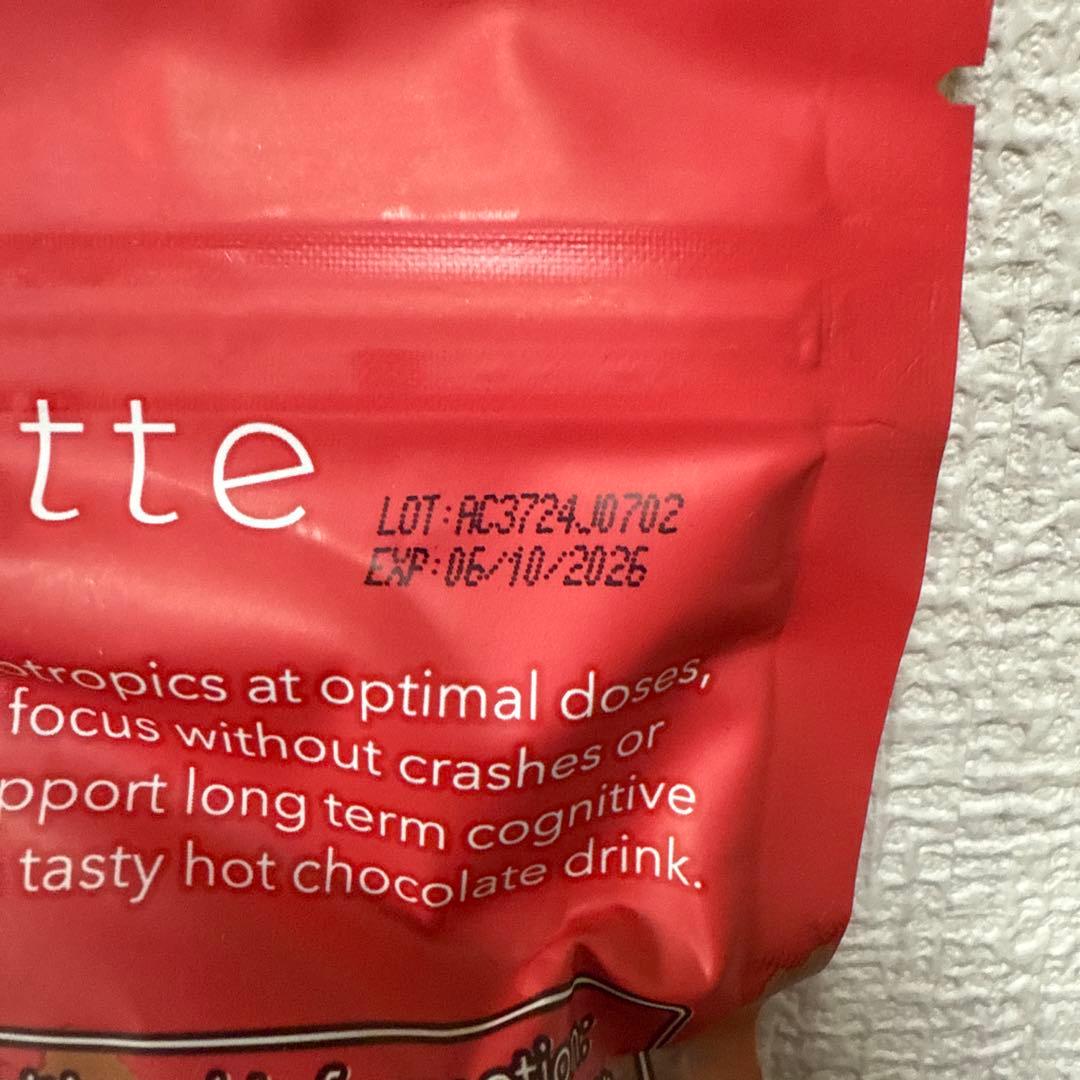 tte
LOT:AC3724J0702
EXP:06/10/2026
otropics at optimal doses,
focus without crashes or
pport long term cognitive
tasty hot chocolate drink.